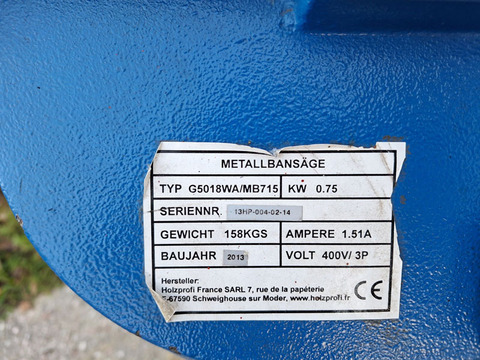 METALLBANSÄGE
TYP G5018WA/MB715 KW 0.75
SERIENNR. 13HP-004-02-14
GEWICHT 158KGS AMPERE 1.51A
BAUJAHR 2013 VOLT 400V/ 3P
Hersteller:
Holzprofi France SARL 7, rue de la papéterie
F-67590 Schweighouse sur Moder, www.holzprofi.fr CE